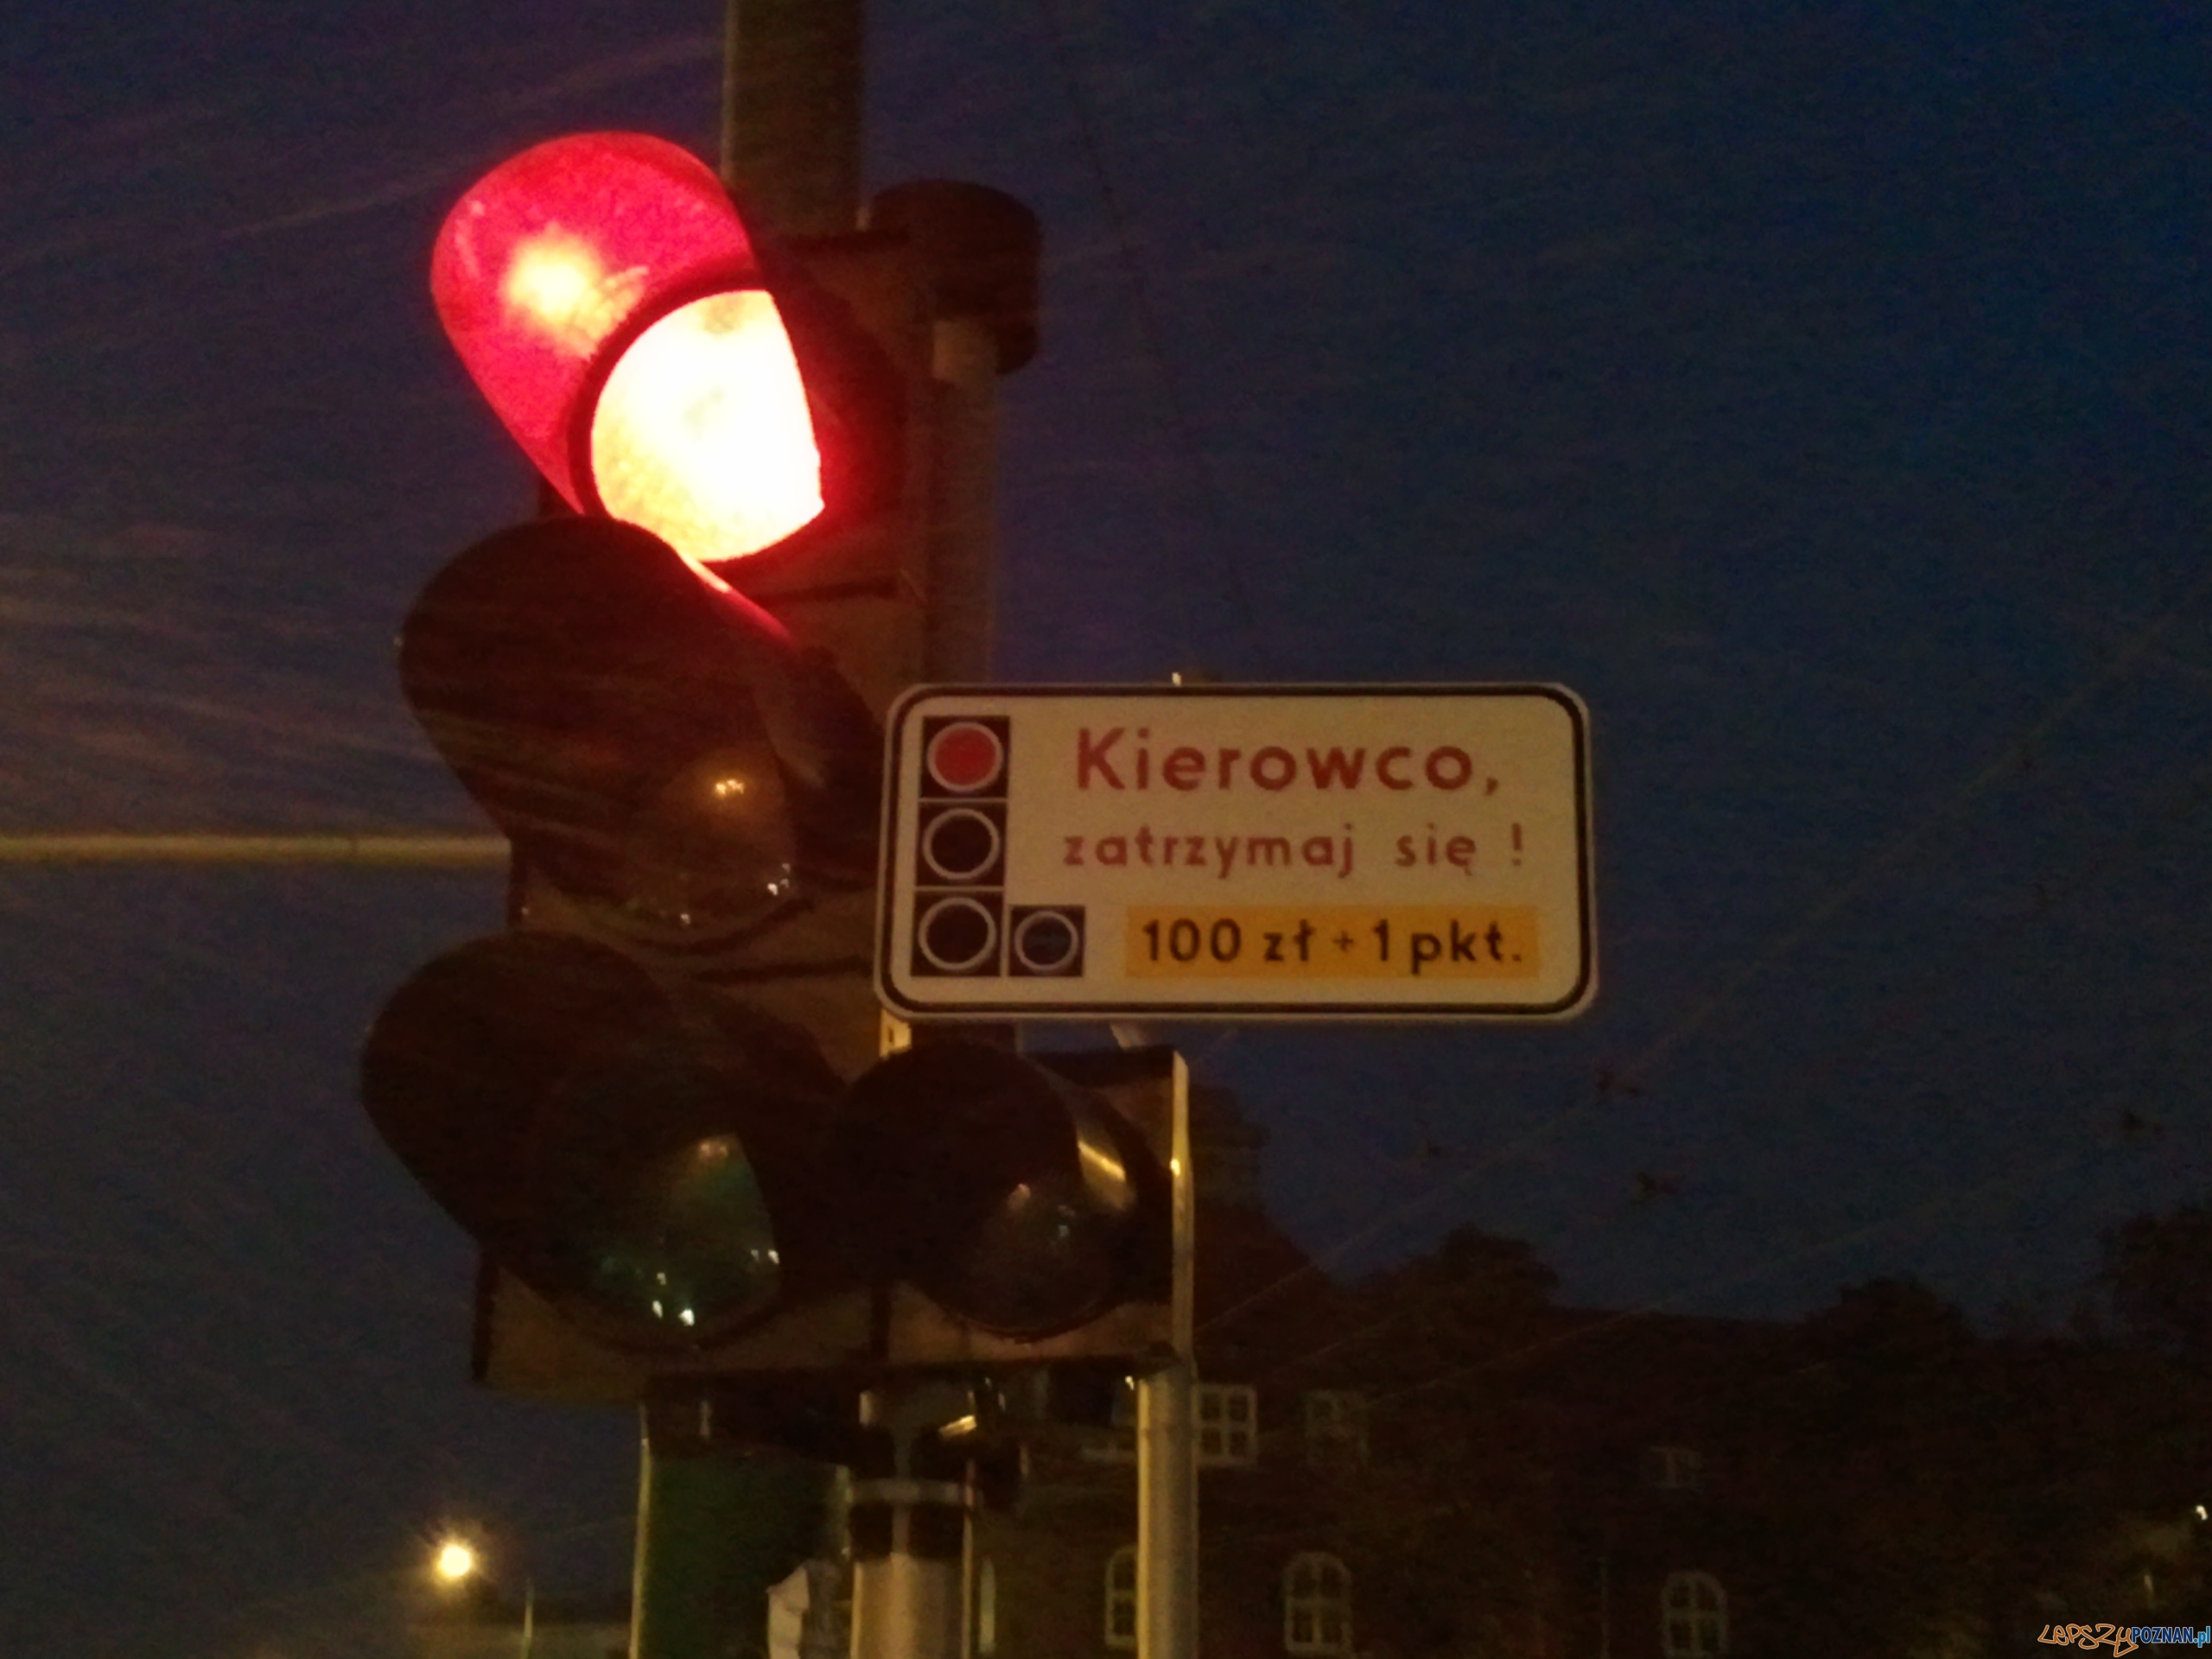 Kierowco,
zatrzymaj się !
100 zł + 1 pkt.
LEPSZYPOZNAN.pl